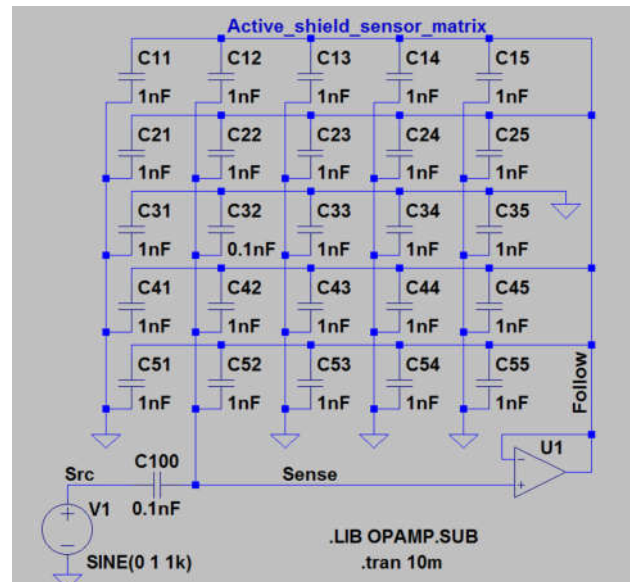 Active_shield_sensor_matrix
C11 C12 C13 C14 C15
1nF 1nF 1nF 1nF 1nF
C21 C22 C23 C24 C25
1nF 1nF 1nF 1nF 1nF
C31 C32 C33 C34 C35
1nF 0.1nF 1nF 1nF 1nF
C41 C42 C43 C44 C45
1nF 1nF 1nF 1nF 1nF
C51 C52 C53 C54 C55
1nF 1nF 1nF 1nF 1nF
Follow
C100
U1
Src
Sense
V1
0.1nF
.LIB OPAMP.SUB
SINE(0 1 1k)
.tran 10m